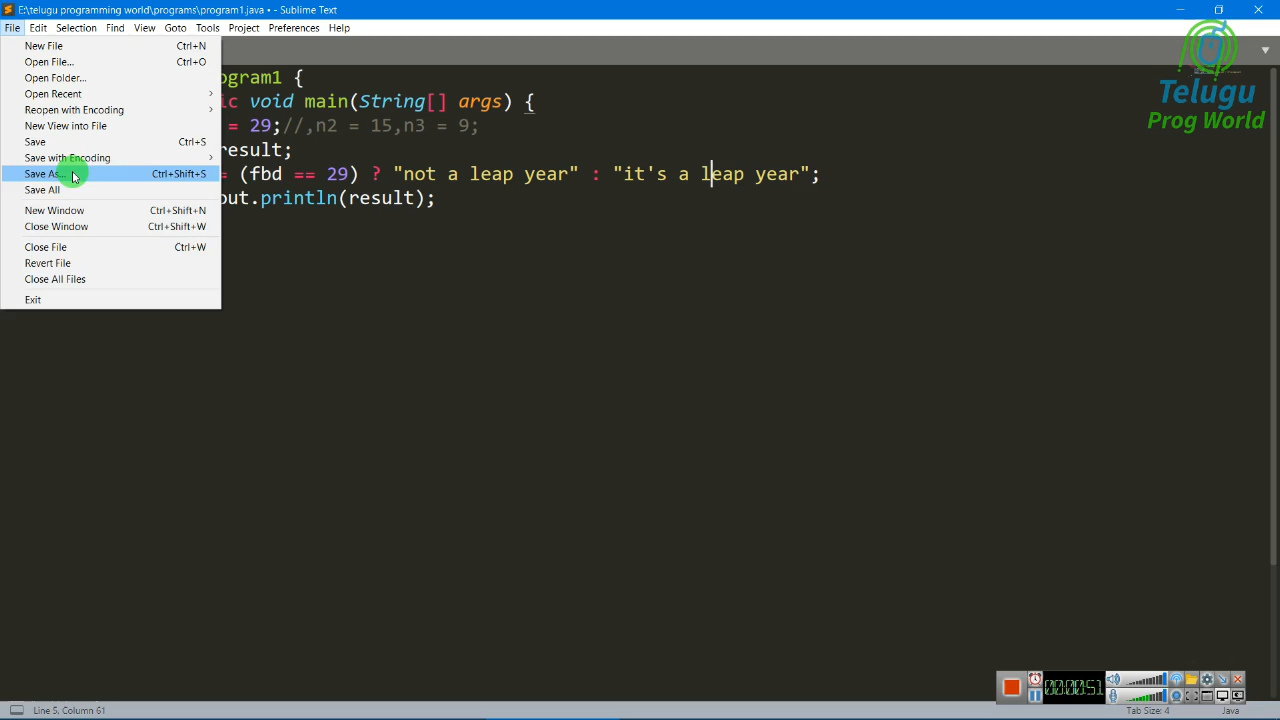 E:\telugu programming world\programs\program1.java • - Sublime Text
File Edit Selection Find View Goto Tools Project Preferences Help
New File Ctrl+N
Open File... Ctrl+O
Open Folder...
Open Recent
Reopen with Encoding
New View into File
Save Ctrl+S
Save with Encoding
Save As... Ctrl+Shift+S
Save All
New Window Ctrl+Shift+N
Close Window Ctrl+Shift+W
Close File Ctrl+W
Revert File
Close All Files
Exit
ogram1 {
ic void main(String[] args) {
= 29;//,n2 = 15,n3 = 9;
result;
= (fbd == 29) ? "not a leap year" : "it's a leap year";
out.println(result);
Telugu
Prog World
00:00:51
Line 5, Column 61
Tab Size: 4
Java